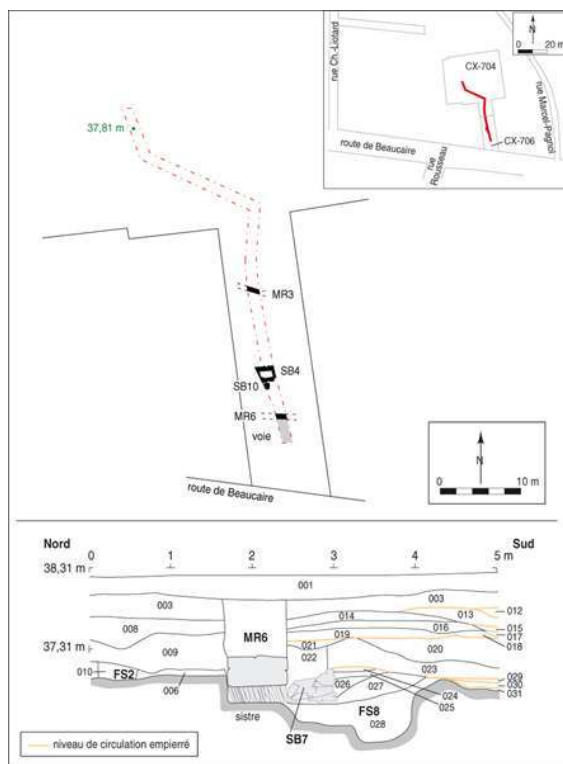 N
0 20 m
CX-704
rue Ch.-Liotard
rue Marcel-Pagnol
CX-706
route de Beaucaire
rue Rousseau
37,81 m
MR3
SB4
SB10
MR6
voie
route de Beaucaire
N
0 10 m
Nord Sud
0 1 2 3 4 5 m
38,31 m
001
003 003
012
013
014
015
008 016
017
37,31 m MR6 019 018
021 020
009 022
010 FS2 023
029
006 026 027 024 030
025 031
sistre FS8
SB7 028
niveau de circulation empierré